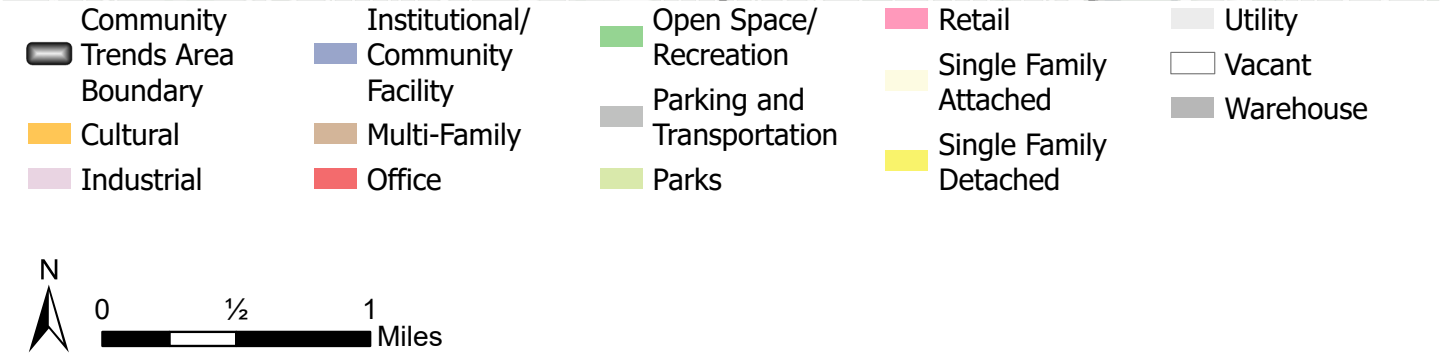 Community
Trends Area
Boundary
Cultural
Industrial
Institutional/
Community
Facility
Multi-Family
Office
Open Space/
Recreation
Parking and
Transportation
Parks
Retail
Single Family
Attached
Single Family
Detached
Utility
Vacant
Warehouse
N
0 ½ 1
Miles